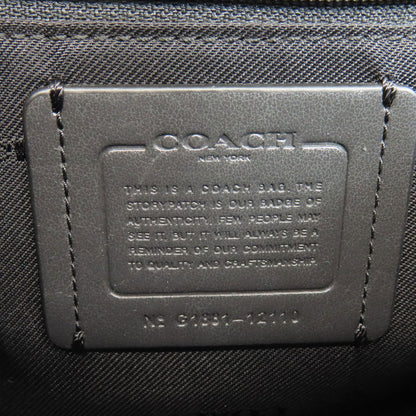 COACH
NEW YORK
THIS IS A COACH BAG. THE
STORYPATCH IS OUR BADGE OF
AUTHENTICITY. FEW PEOPLE MAY
SEE IT, BUT IT WILL ALWAYS BE A
REMINDER OF OUR COMMITMENT
TO QUALITY AND CRAFTSMANSHIP.
Nº G1881-12110